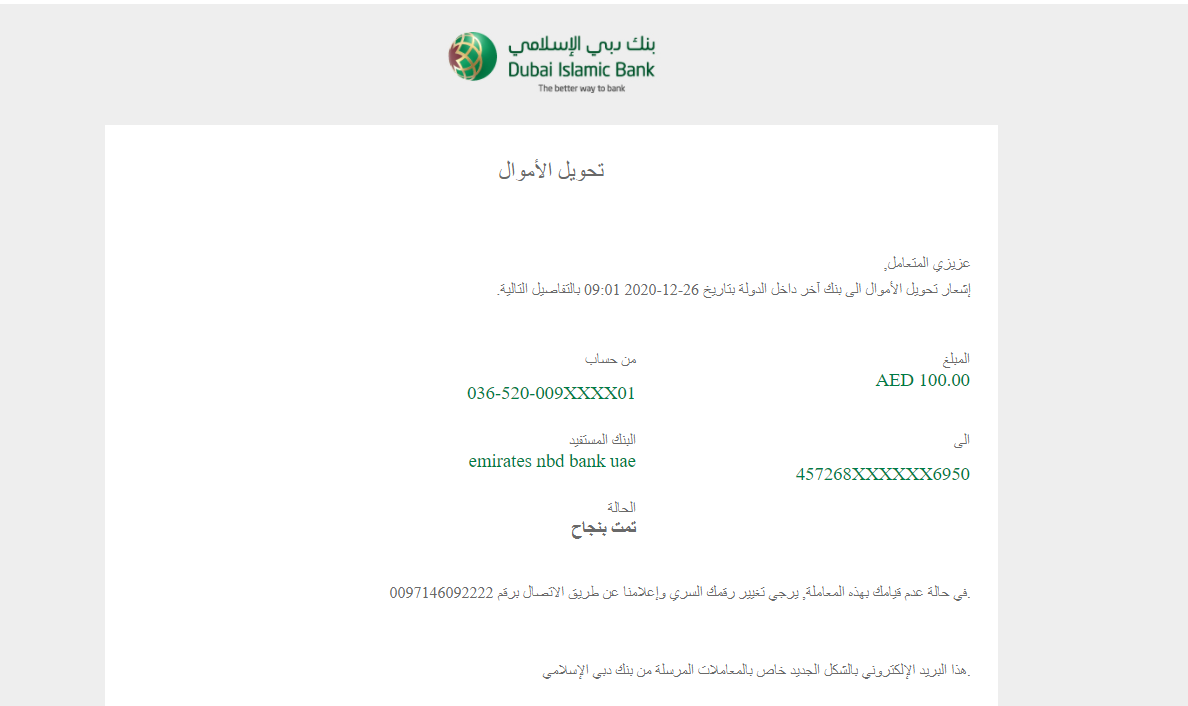 بنك دبي الإسلامي
Dubai Islamic Bank
The better way to bank
تحويل الأموال
عزيزي المتعامل,
إشعار تحويل الأموال الى بنك آخر داخل الدولة بتاريخ 26-12-2020 09:01 بالتفاصيل التالية.
المبلغ
AED 100.00
من حساب
036-520-009XXXX01
الى
457268XXXXXX6950
البنك المستفيد
emirates nbd bank uae
الحالة
تمت بنجاح
في حالة عدم قيامك بهذه المعاملة, يرجي تغيير رقمك السري وإعلامنا عن طريق الاتصال برقم 0097146092222.
هذا البريد الإلكتروني بالشكل الجديد خاص بالمعاملات المرسلة من بنك دبي الإسلامي.